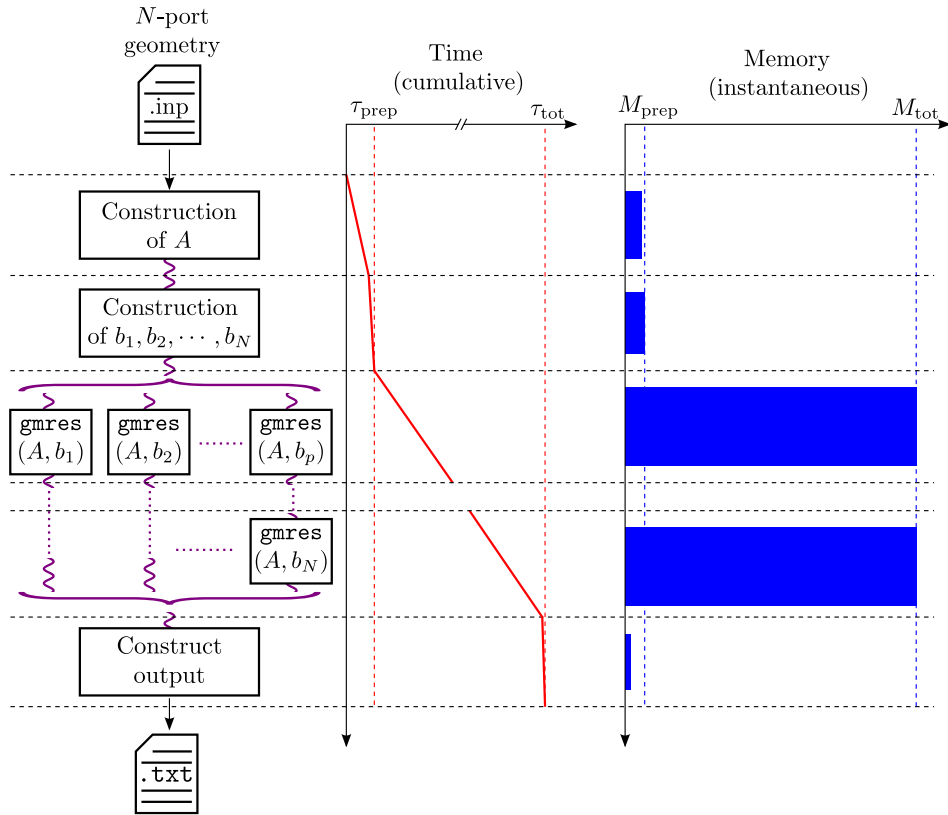 N-port
geometry
.inp
Time
(cumulative)
τprep
τtot
Memory
(instantaneous)
Mprep
Mtot
Construction
of A
Construction
of b1, b2, ⋯ , bN
gmres
(A, b1)
gmres
(A, b2)
gmres
(A, bp)
gmres
(A, bN)
Construct
output
.txt